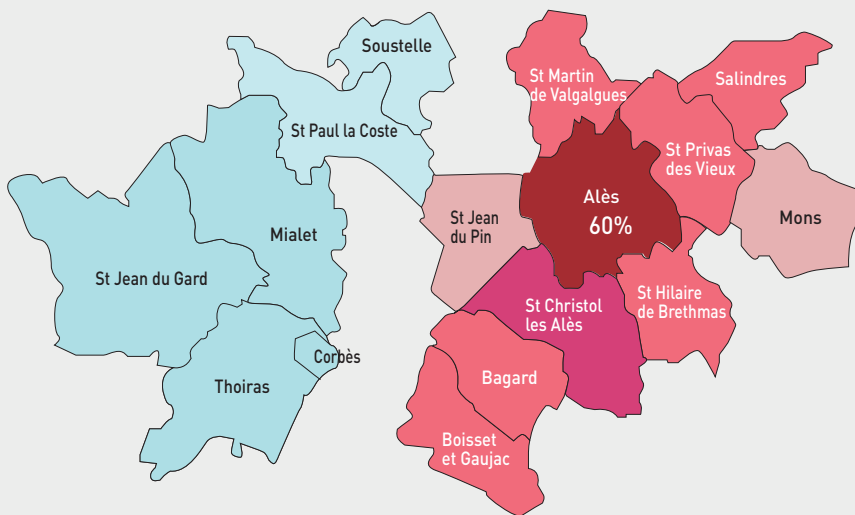 Soustelle
St Martin
de Valgalgues
Salindres
St Paul la Coste
St Privas
des Vieux
Alès
60%
St Jean
du Pin
Mons
Mialet
St Jean du Gard
St Hilaire
de Brethmas
St Christol
les Alès
Corbès
Thoiras
Bagard
Boisset
et Gaujac